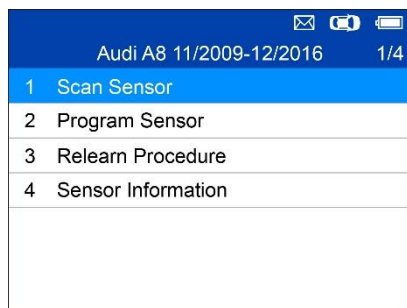 Audi A8 11/2009-12/2016 1/4
1 Scan Sensor
2 Program Sensor
3 Relearn Procedure
4 Sensor Information